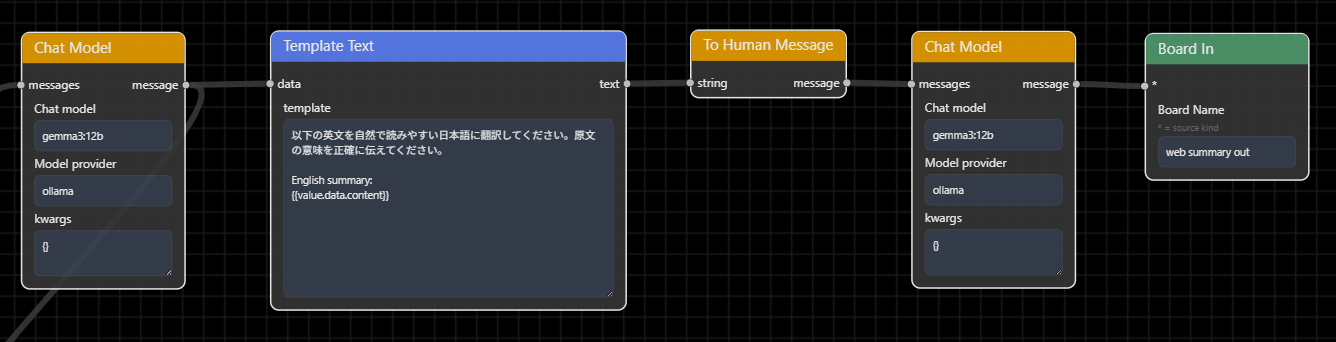 Chat Model
messages
message
Chat model
gemma3:12b
Model provider
ollama
kwargs
{}
Template Text
data
text
template
以下の英文を自然で読みやすい日本語に翻訳してください。原文
の意味を正確に伝えてください。
English summary:
{{value.data.content}}
To Human Message
string
message
Chat Model
messages
message
Chat model
gemma3:12b
Model provider
ollama
kwargs
{}
Board In
*
Board Name
* = source kind
web summary out